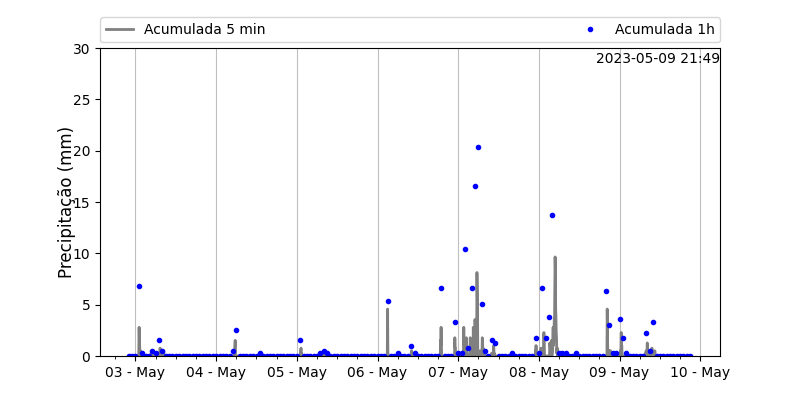 Acumulada 5 min
Acumulada 1h
2023-05-09 21:49
Precipitação (mm)
30
25
20
15
10
5
0
03 - May
04 - May
05 - May
06 - May
07 - May
08 - May
09 - May
10 - May